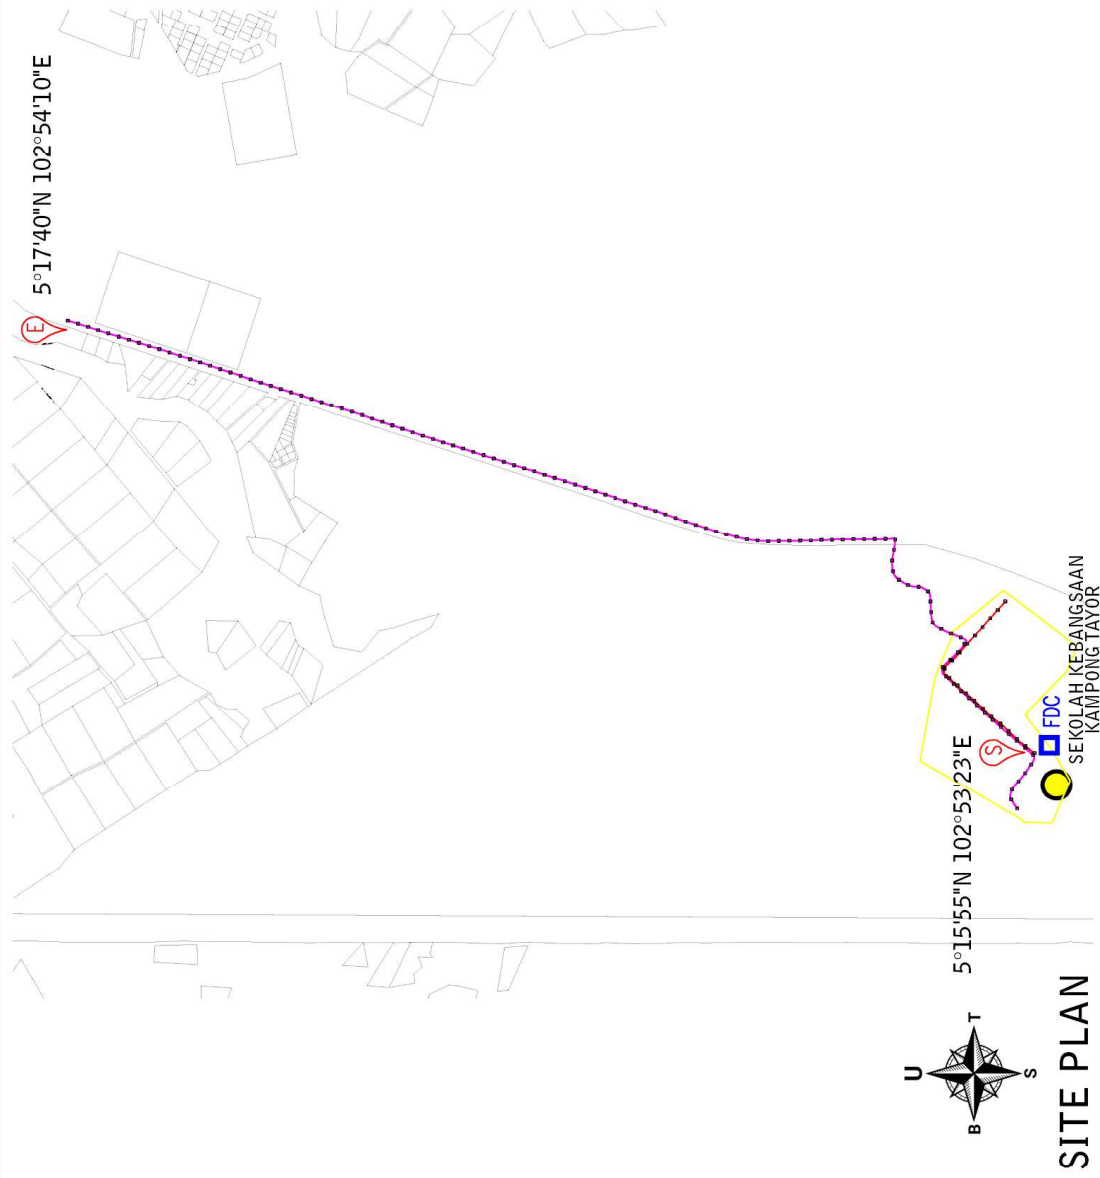 5°17'40"N 102°54'10"E
E
S
FDC
SEKOLAH KEBANGSAAN
KAMPONG TAYOR
5°15'55"N 102°53'23"E
U
B
T
S
SITE PLAN